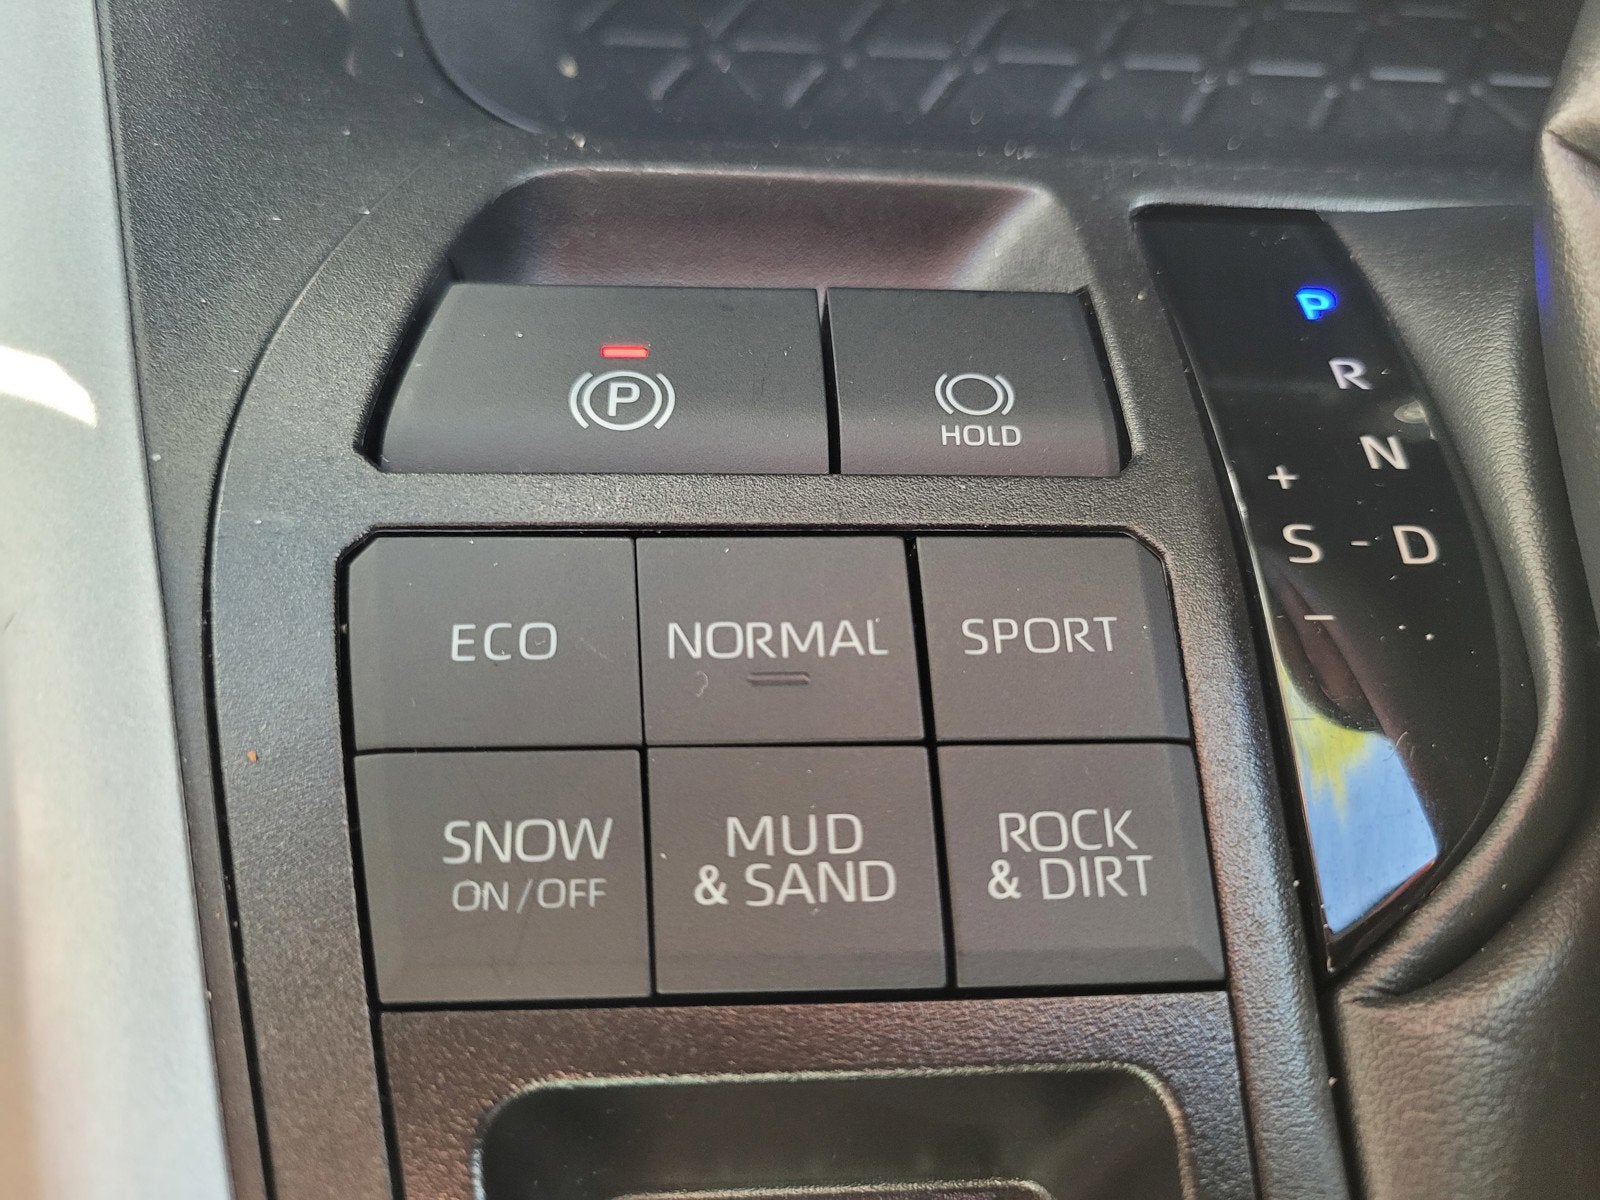 P
HOLD
P
R
N
D
+
S -
-
ECO
NORMAL
SPORT
SNOW
ON/OFF
MUD
& SAND
ROCK
& DIRT